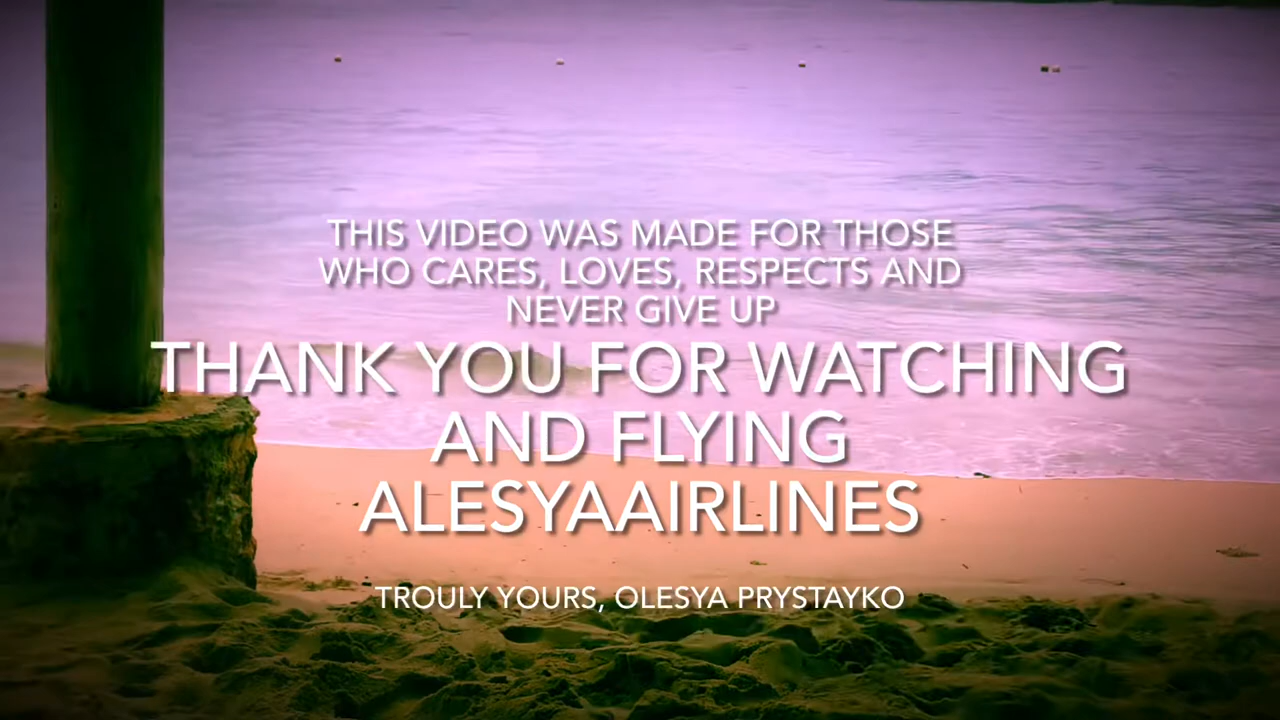 THIS VIDEO WAS MADE FOR THOSE
WHO CARES, LOVES, RESPECTS AND
NEVER GIVE UP
THANK YOU FOR WATCHING
AND FLYING
ALESYAAIRLINES
TROULY YOURS, OLESYA PRYSTAYKO